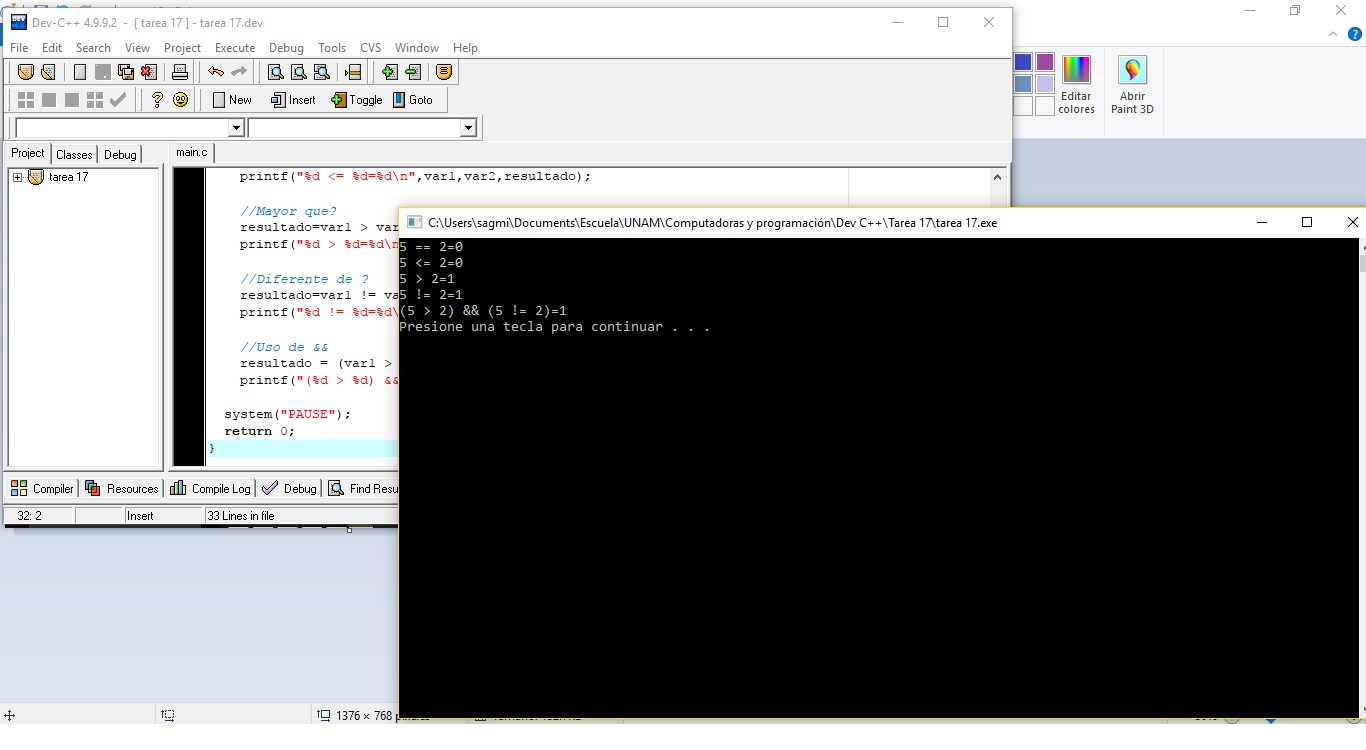 Dev-C++ 4.9.9.2 - [ tarea 17 ] - tarea 17.dev
File Edit Search View Project Execute Debug Tools CVS Window Help
New Insert Toggle Goto
Editar colores
Abrir Paint 3D
Project Classes Debug
main.c
tarea 17
printf("%d <= %d=%d\n",var1,var2,resultado);
//Mayor que?
resultado=var1 > var
printf("%d > %d=%d\n
//Diferente de ?
resultado=var1 != va
printf("%d != %d=%d\
//Uso de &&
resultado = (var1 >
printf("(%d > %d) &&
system("PAUSE");
return 0;
}
C:\Users\sagmi\Documents\Escuela\UNAM\Computadoras y programación\Dev C++\Tarea 17\tarea 17.exe
5 == 2=0
5 <= 2=0
5 > 2=1
5 != 2=1
(5 > 2) && (5 != 2)=1
Presione una tecla para continuar . . .
Compiler Resources Compile Log Debug Find Resu
32: 2 Insert 33 Lines in file
1376 × 768